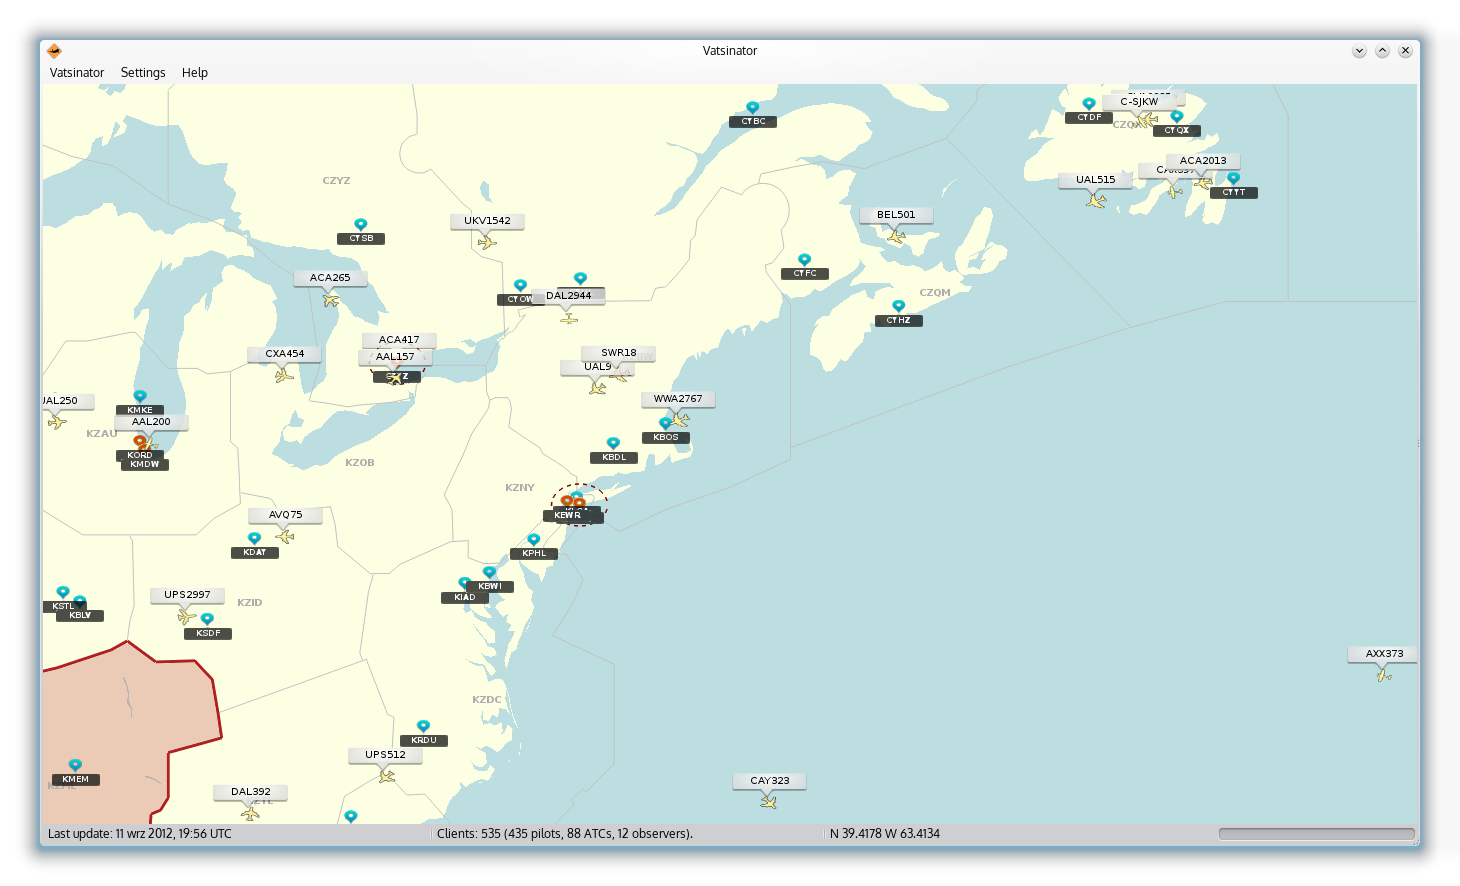 Vatsinator
Vatsinator Settings Help
C-SJKW
CYDF
CYBC
CYQX
ACA2013
CZYZ
UAL515
CYYT
BEL501
UKV1542
CYSB
CYFC
ACA265
CZQM
CYOW
DAL2944
CYHZ
ACA417
CXA454
AAL157
SWR18
UAL9
UAL250
WWA2767
KMKE
AAL200
KZAU
KBOS
KORD
KMDW
KZOB
KBDL
KZNY
AVQ75
KEWR
KDAY
KPHL
KBWI
UPS2997
KIAD
KSTL
KZID
KBLV
KSDF
AXX373
KZDC
KRDU
UPS512
KMEM
CAY323
DAL392
Last update: 11 wrz 2012, 19:56 UTC Clients: 535 (435 pilots, 88 ATCs, 12 observers). N 39.4178 W 63.4134